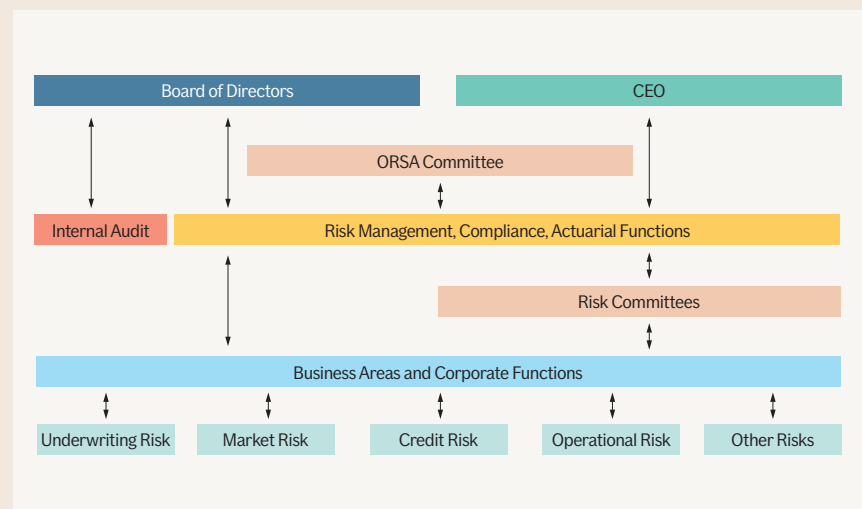 Board of Directors
CEO
ORSA Committee
Internal Audit
Risk Management, Compliance, Actuarial Functions
Risk Committees
Business Areas and Corporate Functions
Underwriting Risk
Market Risk
Credit Risk
Operational Risk
Other Risks